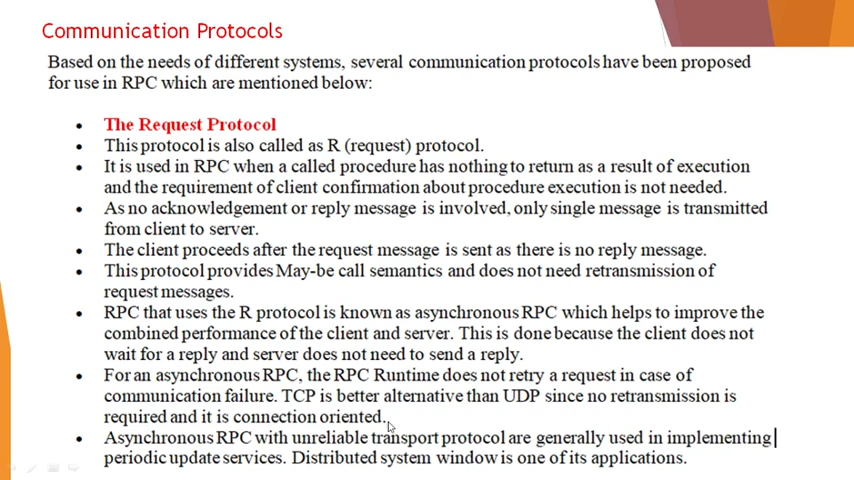 Communication Protocols
Based on the needs of different systems, several communication protocols have been proposed
for use in RPC which are mentioned below:
• The Request Protocol
• This protocol is also called as R (request) protocol.
• It is used in RPC when a called procedure has nothing to return as a result of execution
and the requirement of client confirmation about procedure execution is not needed.
• As no acknowledgement or reply message is involved, only single message is transmitted
from client to server.
• The client proceeds after the request message is sent as there is no reply message.
• This protocol provides May-be call semantics and does not need retransmission of
request messages.
• RPC that uses the R protocol is known as asynchronous RPC which helps to improve the
combined performance of the client and server. This is done because the client does not
wait for a reply and server does not need to send a reply.
• For an asynchronous RPC, the RPC Runtime does not retry a request in case of
communication failure. TCP is better alternative than UDP since no retransmission is
required and it is connection oriented.
• Asynchronous RPC with unreliable transport protocol are generally used in implementing
periodic update services. Distributed system window is one of its applications.